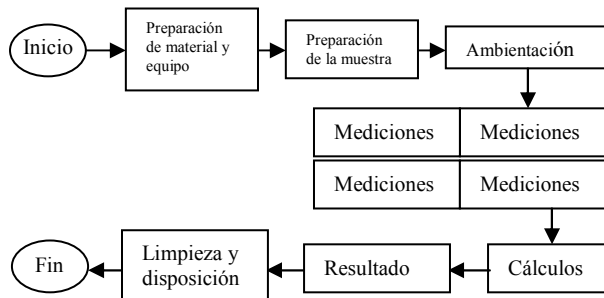 Inicio
Preparación
de material y
equipo
Preparación
de la muestra
Ambientación
Mediciones
Mediciones
Mediciones
Mediciones
Fin
Limpieza y
disposición
Resultado
Cálculos